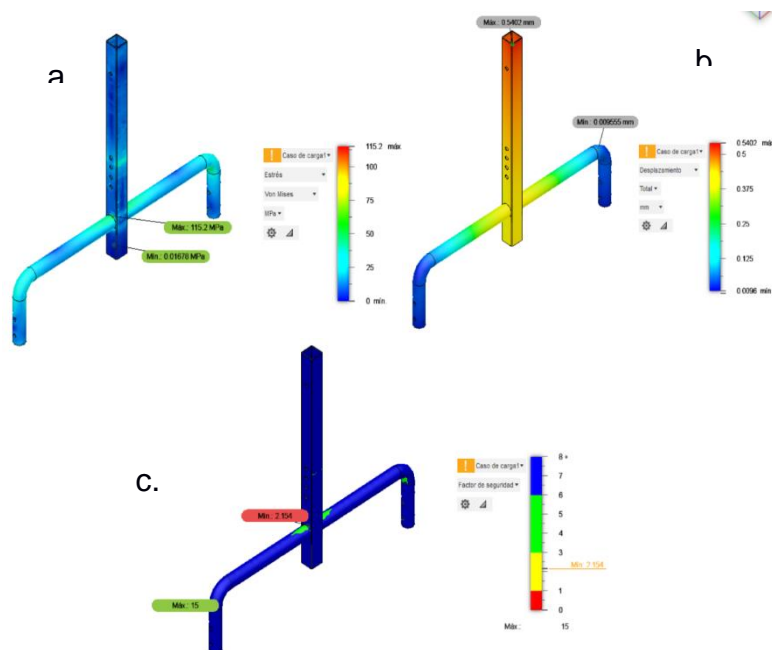 a
Máx.: 115.2 MPa
Mín.: 0.01678 MPa
Caso de carga1
Estrés
Von Mises
MPa
115.2 máx
100
75
50
25
0 mín
b
Máx.: 0.5402 mm
Mín.: 0.009555 mm
Caso de carga1
Desplazamiento
Total
mm
0.5402 máx
0.5
0.375
0.25
0.125
0.0096 mín
c.
Mín.: 2.154
Máx.: 15
Caso de carga1
Factor de seguridad
8+
7
6
5
4
3
Mín.: 2.154
1
0
Máx.: 15